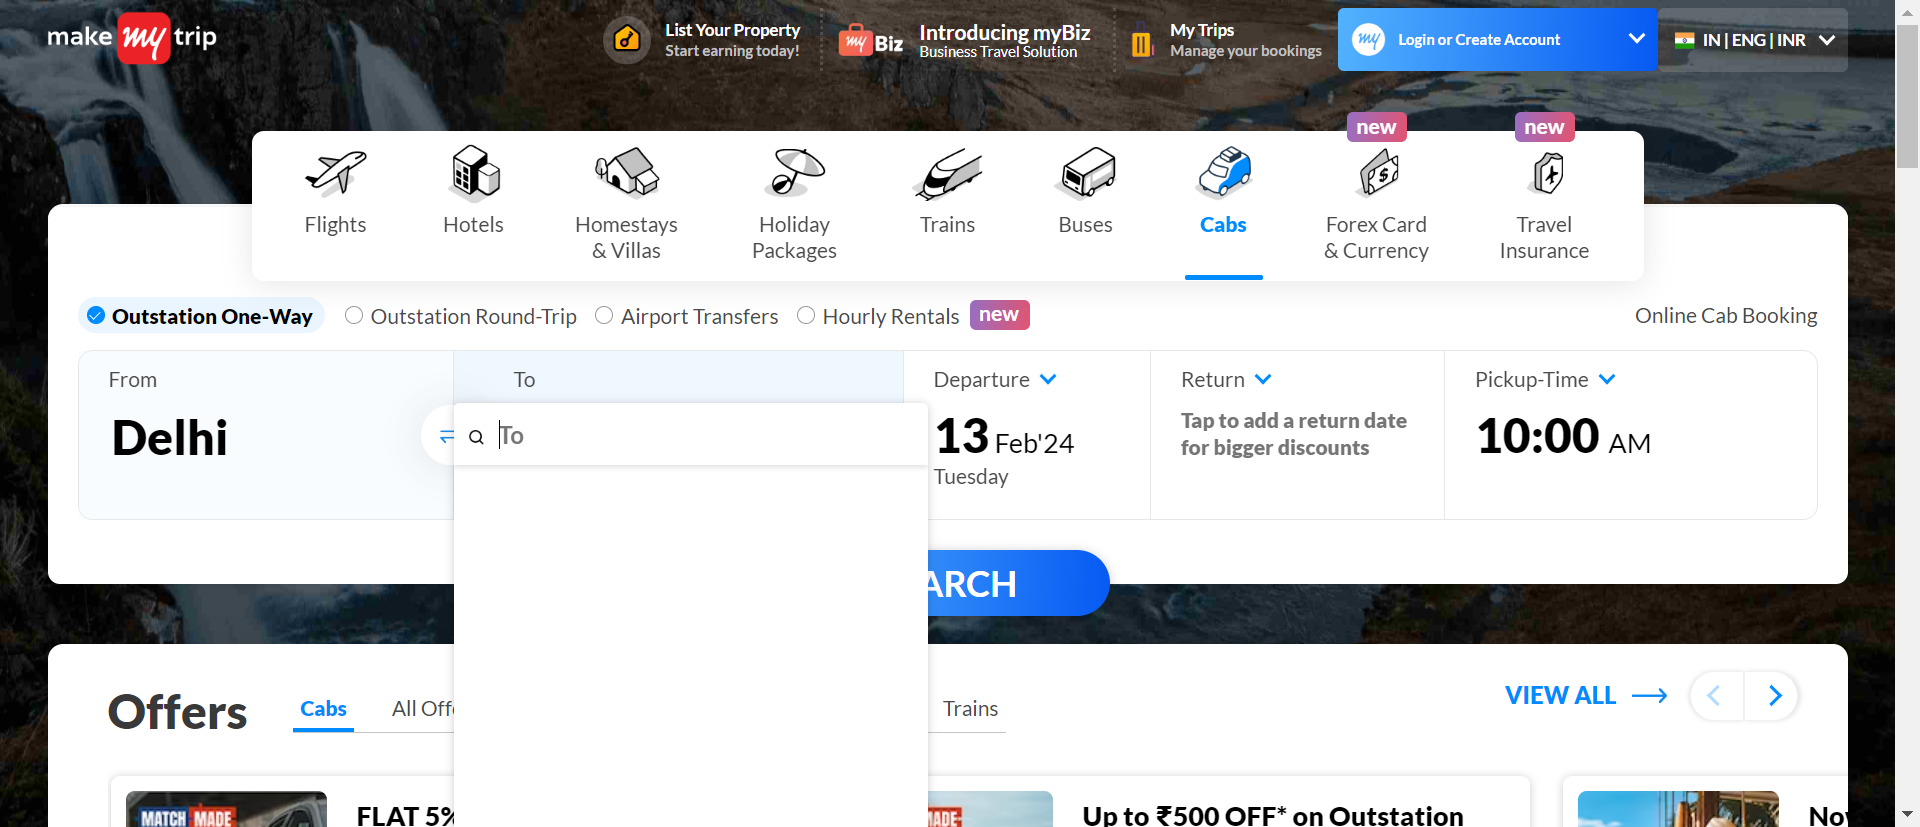 make my trip
List Your Property
Start earning today!
my Biz
Introducing myBiz
Business Travel Solution
My Trips
Manage your bookings
my Login or Create Account
IN | ENG | INR
new
new
Flights
Hotels
Homestays
& Villas
Holiday
Packages
Trains
Buses
Cabs
Forex Card
& Currency
Travel
Insurance
Outstation One-Way
Outstation Round-Trip
Airport Transfers
Hourly Rentals
new
Online Cab Booking
From
Delhi
To
To
Departure
13 Feb'24
Tuesday
Return
Tap to add a return date
for bigger discounts
Pickup-Time
10:00 AM
ARCH
Offers
Cabs
All Off
Trains
VIEW ALL
MATCH MADE
FLAT 5%
MADE
Up to ₹500 OFF* on Outstation
Nov